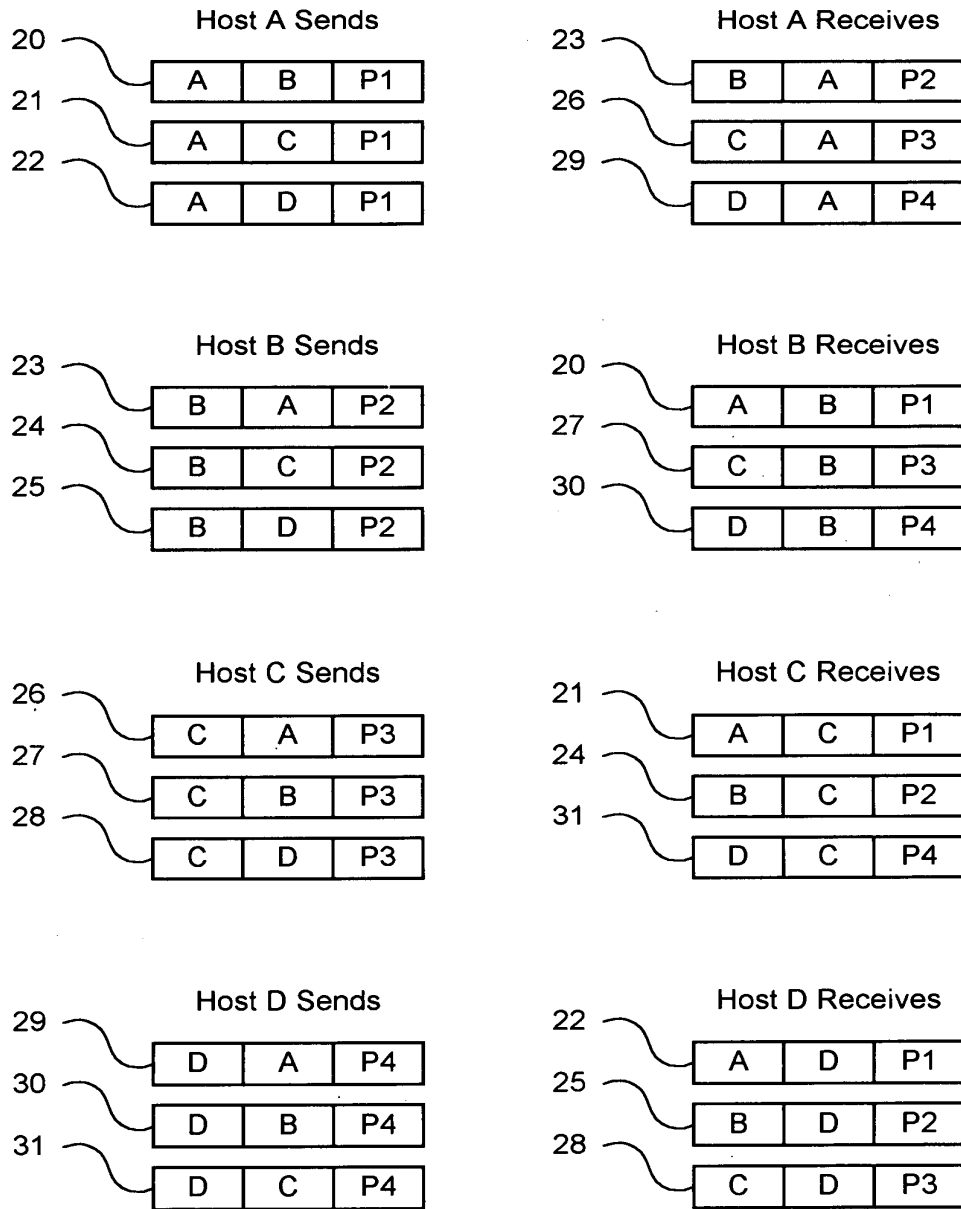 Host A Sends
20 A B P1
21 A C P1
22 A D P1
Host A Receives
23 B A P2
26 C A P3
29 D A P4
Host B Sends
23 B A P2
24 B C P2
25 B D P2
Host B Receives
20 A B P1
27 C B P3
30 D B P4
Host C Sends
26 C A P3
27 C B P3
28 C D P3
Host C Receives
21 A C P1
24 B C P2
31 D C P4
Host D Sends
29 D A P4
30 D B P4
31 D C P4
Host D Receives
22 A D P1
25 B D P2
28 C D P3